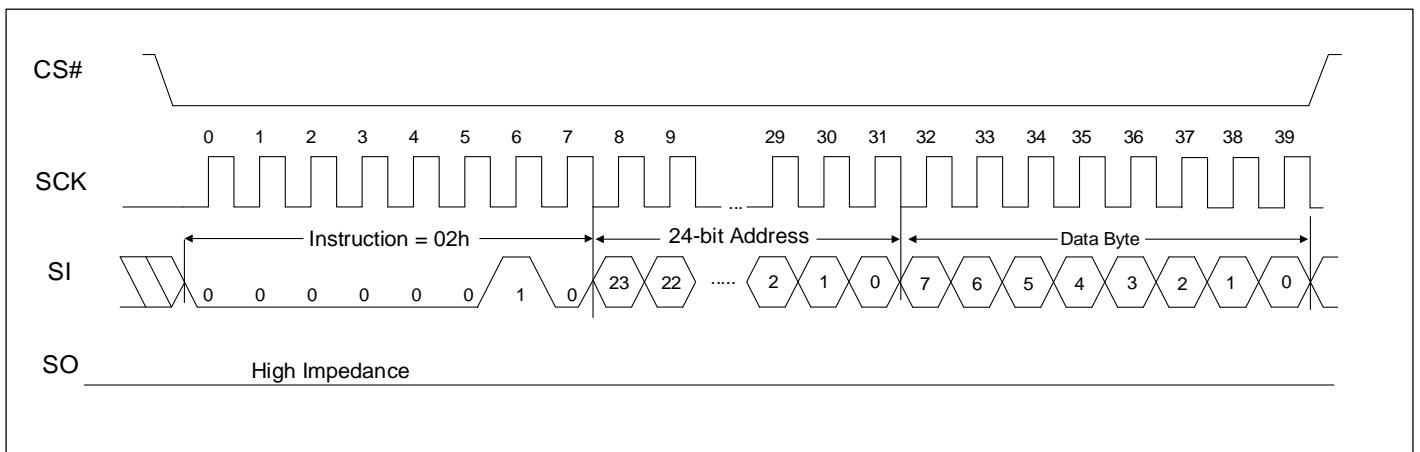 CS#
0 1 2 3 4 5 6 7 8 9 29 30 31 32 33 34 35 36 37 38 39
SCK
...
Instruction = 02h 24-bit Address Data Byte
SI
0 0 0 0 0 0 1 0 23 22 ..... 2 1 0 7 6 5 4 3 2 1 0
SO
High Impedance